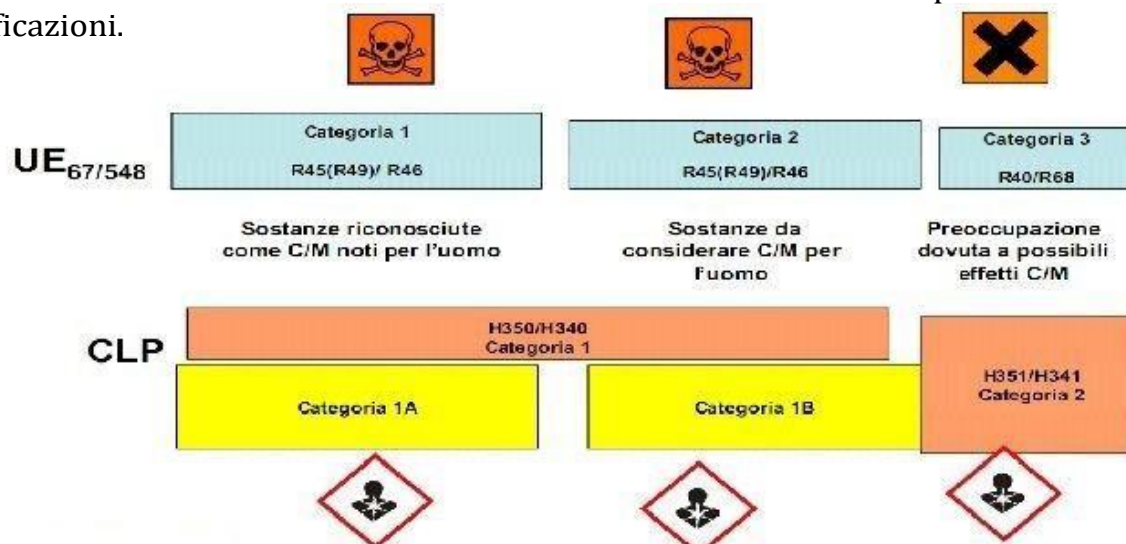 ficazioni.
Categoria 1
R45(R49)/ R46
Categoria 2
R45(R49)/R46
Categoria 3
R40/R68
UE67/548
Sostanze riconosciute
come C/M noti per l'uomo
Sostanze da
considerare C/M per
l'uomo
Preoccupazione
dovuta a possibili
effetti C/M
CLP
H350/H340
Categoria 1
H351/H341
Categoria 2
Categoria 1A
Categoria 1B